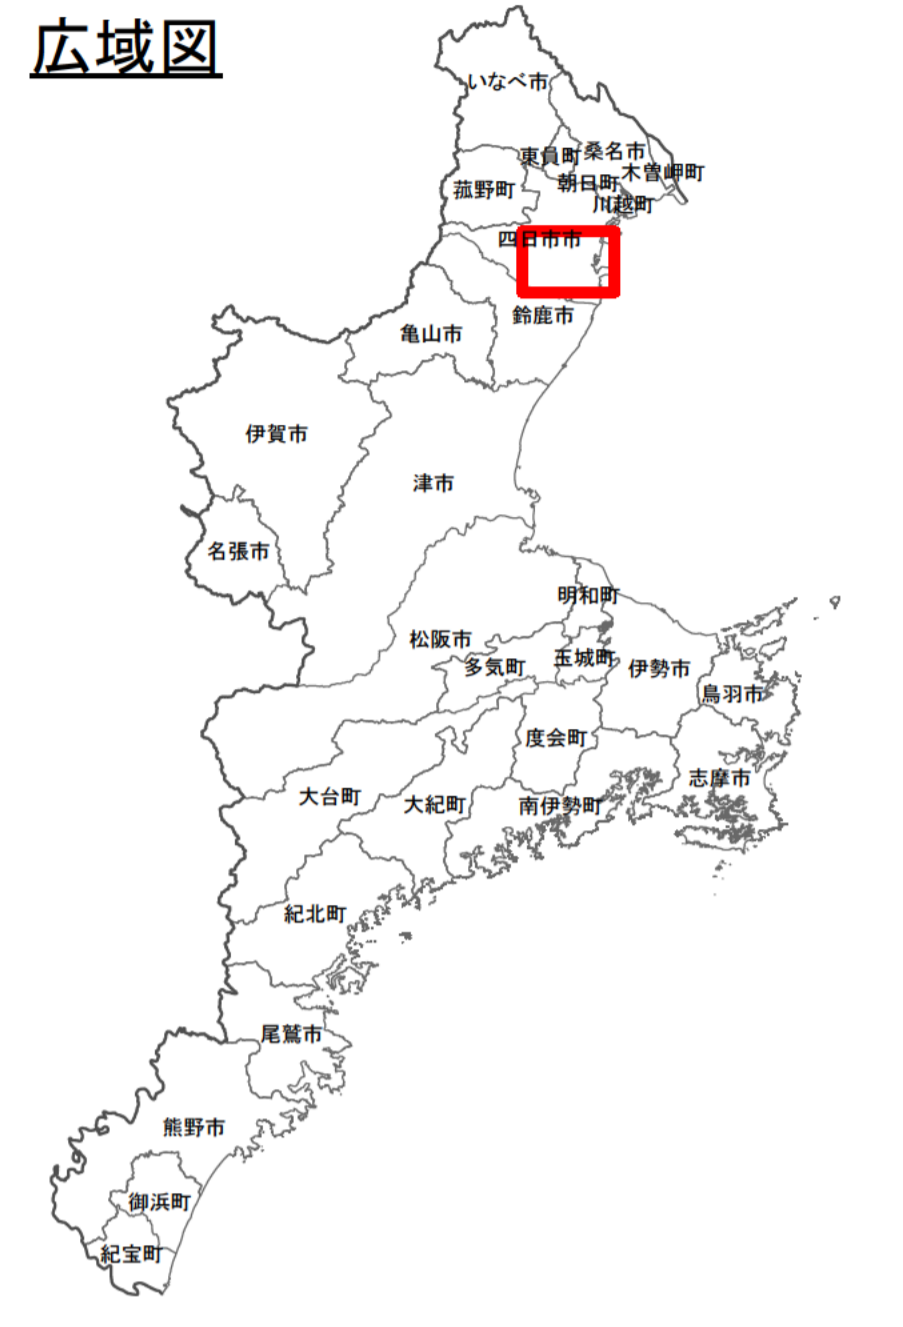 広域図
いなべ市
東員町
桑名市
木曽岬町
朝日町
菰野町
川越町
四日市市
鈴鹿市
亀山市
伊賀市
津市
名張市
明和町
松阪市
多気町
玉城町
伊勢市
鳥羽市
度会町
志摩市
大台町
大紀町
南伊勢町
紀北町
尾鷲市
熊野市
御浜町
紀宝町